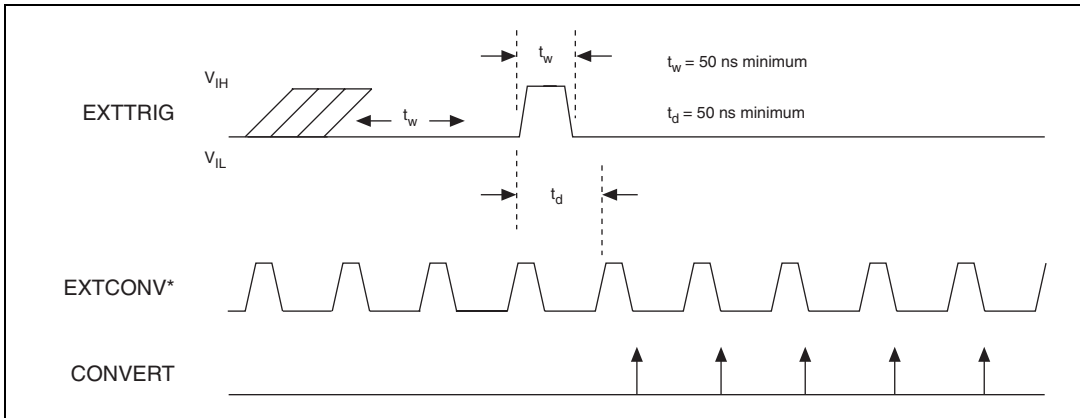 t_w
t_w = 50 ns minimum
V_IH
EXTTRIG
t_w
t_d = 50 ns minimum
V_IL
t_d
EXTCONV*
CONVERT